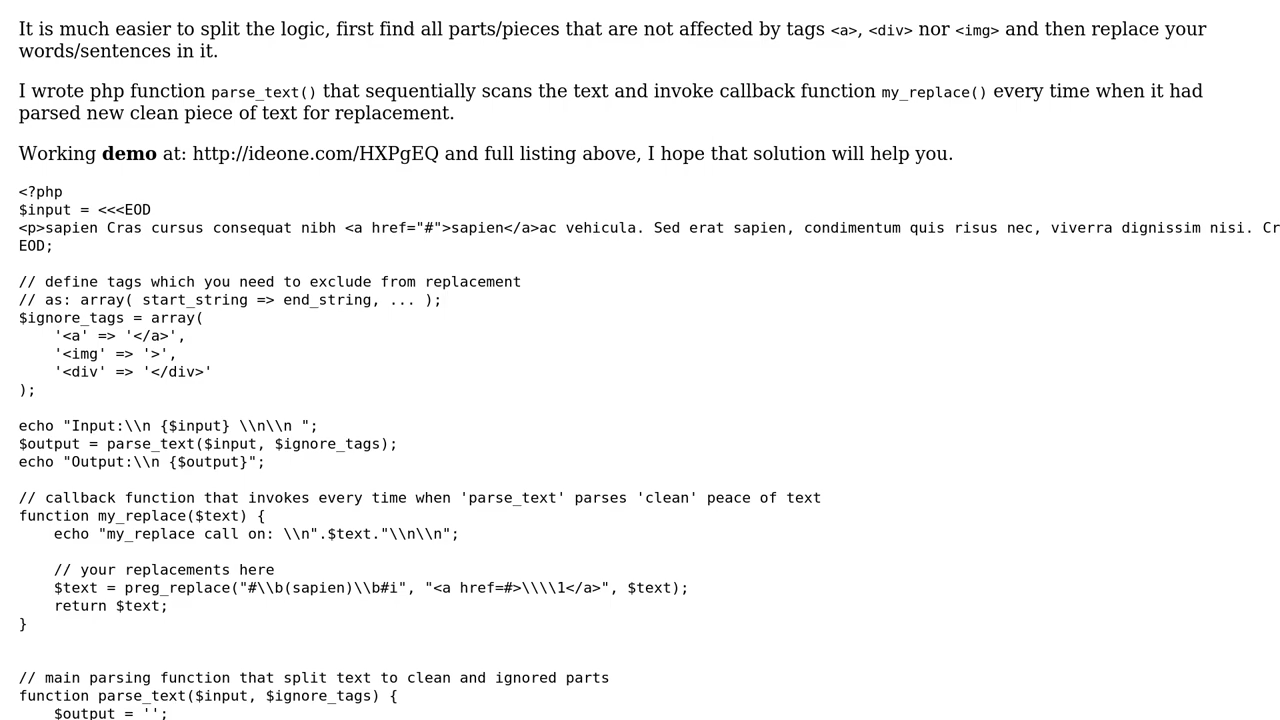 It is much easier to split the logic, first find all parts/pieces that are not affected by tags <a>, <div> nor <img> and then replace your
words/sentences in it.
I wrote php function parse_text() that sequentially scans the text and invoke callback function my_replace() every time when it had
parsed new clean piece of text for replacement.
Working demo at: http://ideone.com/HXPgEQ and full listing above, I hope that solution will help you.
<?php
$input = <<<EOD
<p>sapien Cras cursus consequat nibh <a href="#">sapien</a>ac vehicula. Sed erat sapien, condimentum quis risus nec, viverra dignissim nisi. Cr
EOD;
// define tags which you need to exclude from replacement
// as: array( start_string => end_string, ... );
$ignore_tags = array(
    '<a' => '</a>',
    '<img' => '>',
    '<div' => '</div>'
);
echo "Input:\\n {$input} \\n\\n ";
$output = parse_text($input, $ignore_tags);
echo "Output:\\n {$output}";
// callback function that invokes every time when 'parse_text' parses 'clean' peace of text
function my_replace($text) {
    echo "my_replace call on: \\n".$text."\\n\\n";
    // your replacements here
    $text = preg_replace("#\\b(sapien)\\b#i", "<a href=#>\\\\1</a>", $text);
    return $text;
}
// main parsing function that split text to clean and ignored parts
function parse_text($input, $ignore_tags) {
    $output = '';